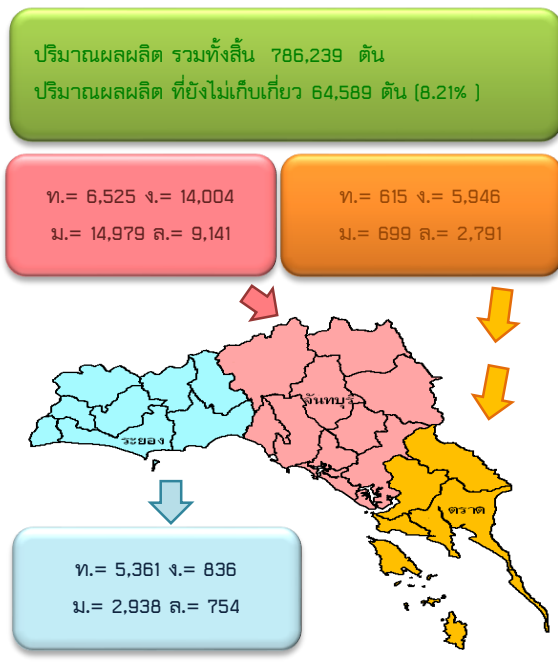 ปริมาณผลผลิต รวมทั้งสิ้น 786,239 ตัน
ปริมาณผลผลิต ที่ยังไม่เก็บเกี่ยว 64,589 ตัน (8.21% )
ท.= 6,525 ง.= 14,004
ม.= 14,979 ล.= 9,141
ท.= 615 ง.= 5,946
ม.= 699 ล.= 2,791
จันทบุรี
ระยอง
ตราด
ท.= 5,361 ง.= 836
ม.= 2,938 ล.= 754